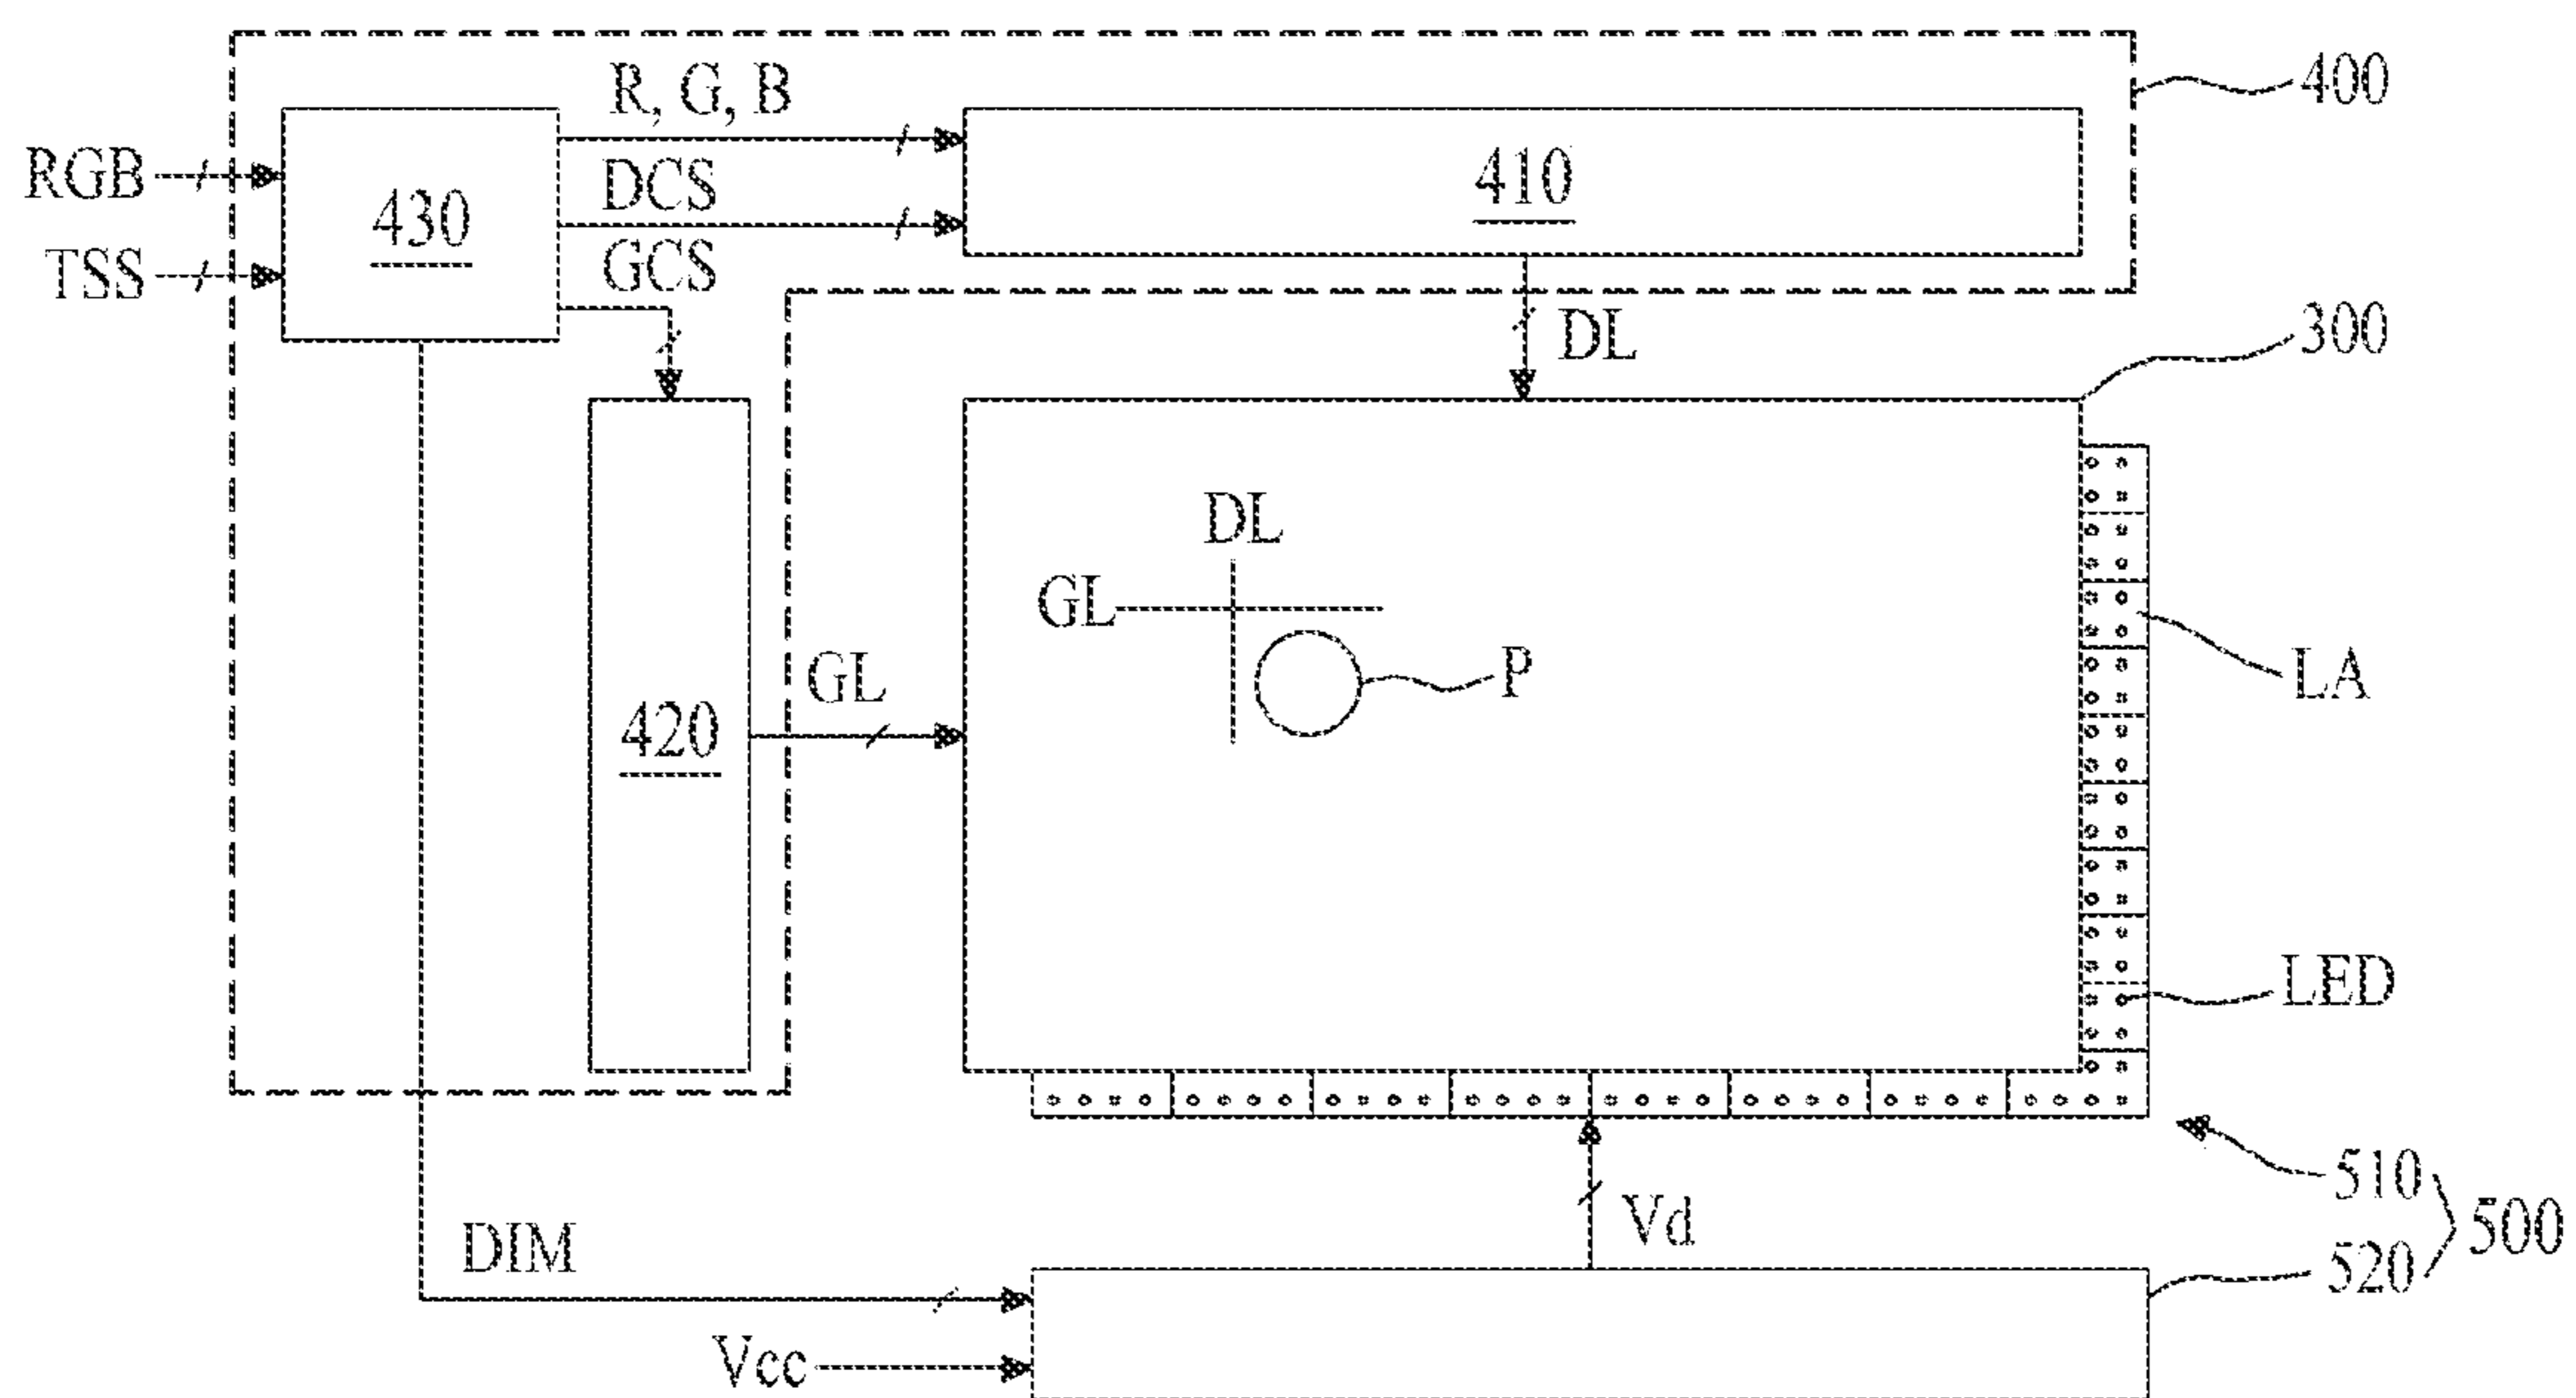 R, G, B
400
RGB
DCS
410
430
TSS
GCS
DL
300
DL
GL
GL
P
LA
420
LED
510
Vd
500
DIM
520
Vcc